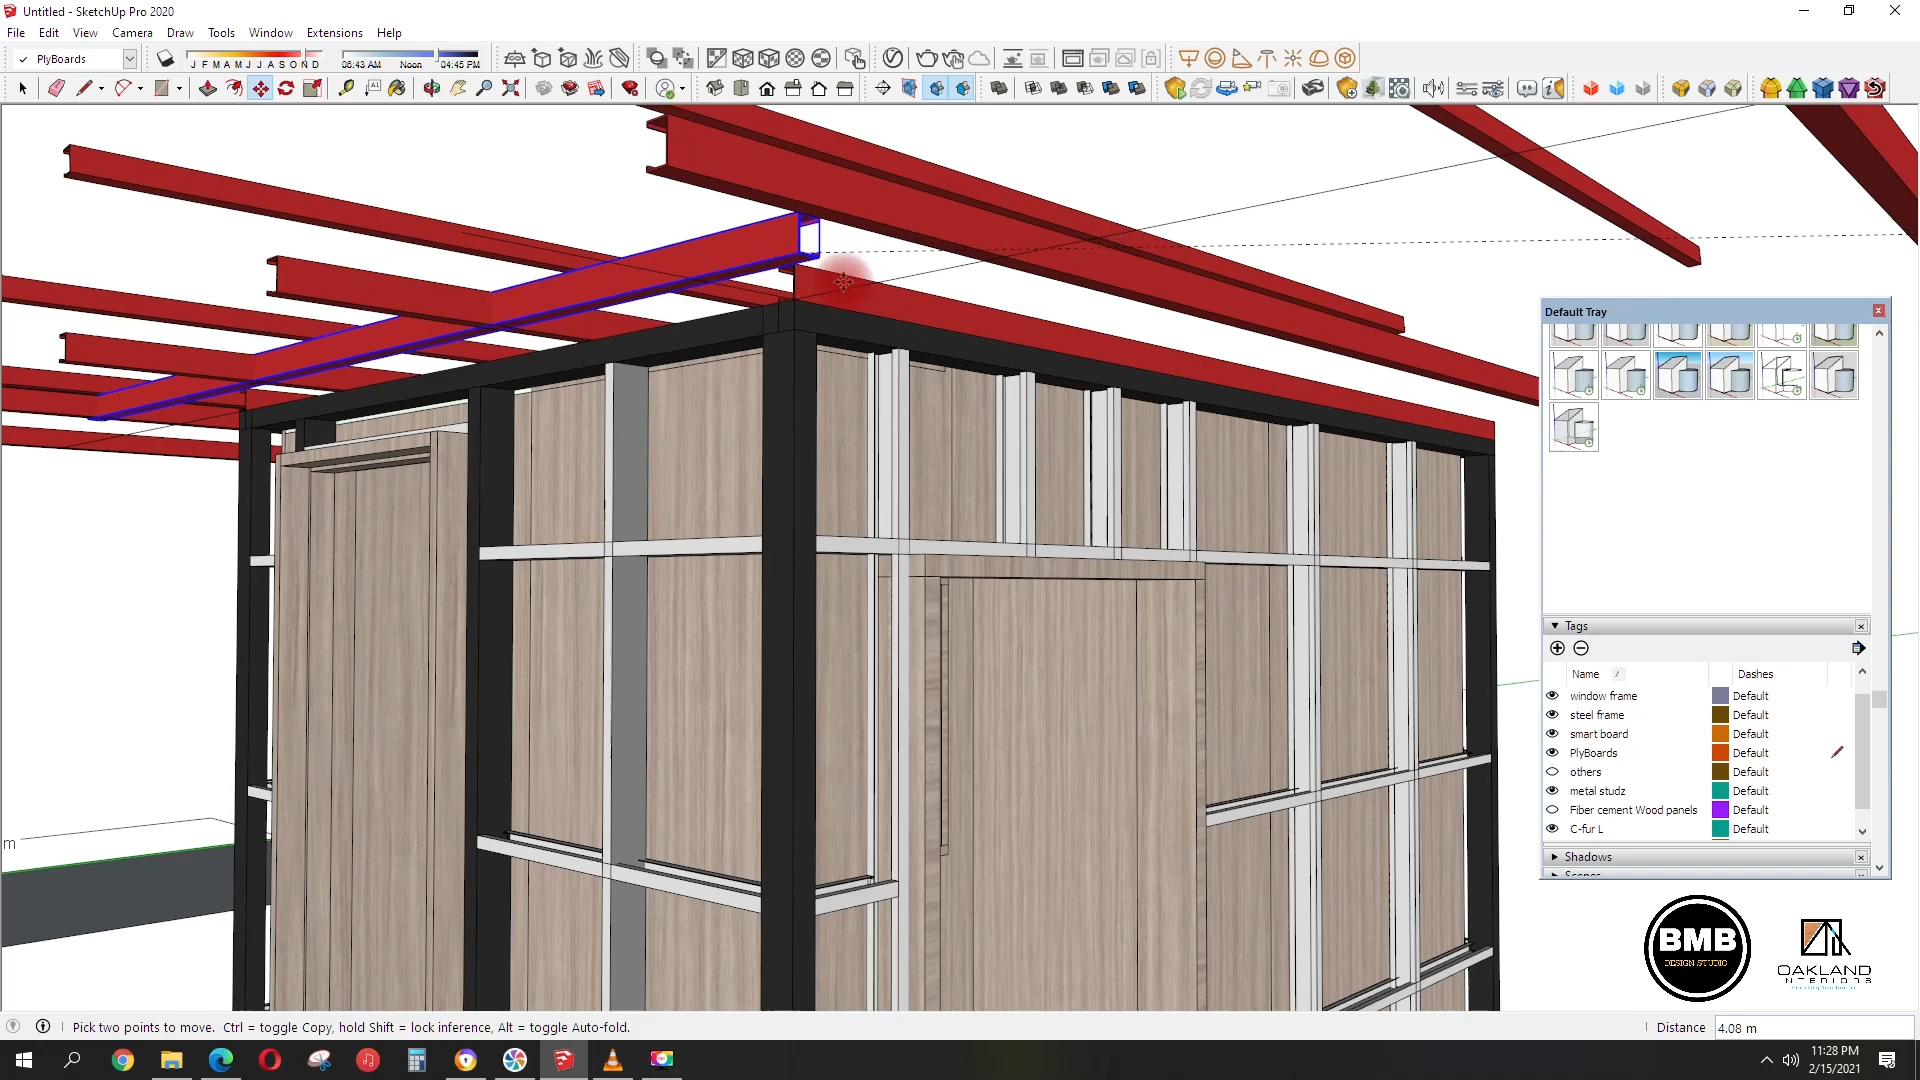 Untitled - SketchUp Pro 2020
File Edit View Camera Draw Tools Window Extensions Help
PlyBoards
J F M A M J J A S O N D
06:43 AM Noon 04:45 PM
Default Tray
Tags
Name
Dashes
window frame Default
steel frame Default
smart board Default
PlyBoards Default
others Default
metal studz Default
Fiber cement Wood panels Default
C-fur L Default
Shadows
m
BMB
DESIGN STUDIO
OAKLAND
INTERIORS
Pick two points to move. Ctrl = toggle Copy, hold Shift = lock inference, Alt = toggle Auto-fold.
Distance 4.08 m
11:28 PM
2/15/2021